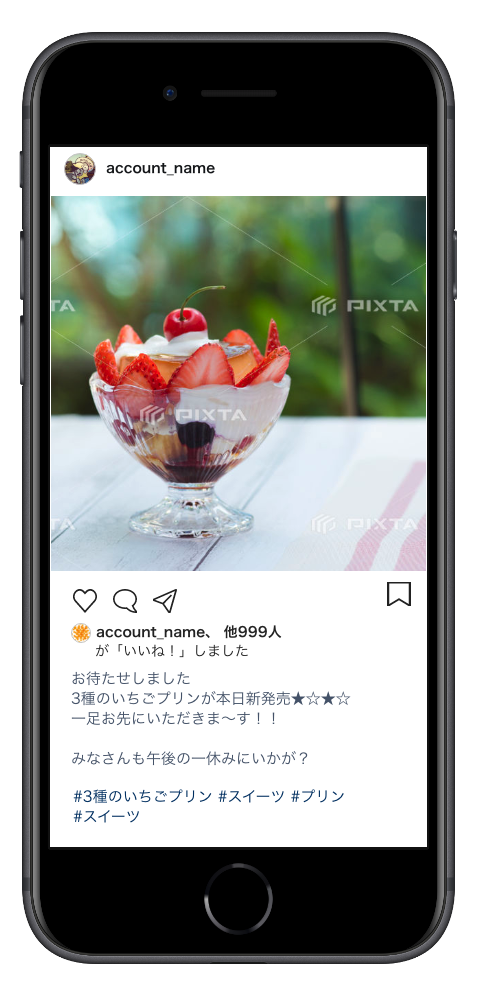 account_name
TA
PIXTA
PIXTA
TA
PIXTA
account_name、 他999人
が「いいね！」しました
お待たせしました
3種のいちごプリンが本日新発売★☆★☆
一足お先にいただきま〜す！！
みなさんも午後の一休みにいかが？
#3種のいちごプリン #スイーツ #プリン
#スイーツ